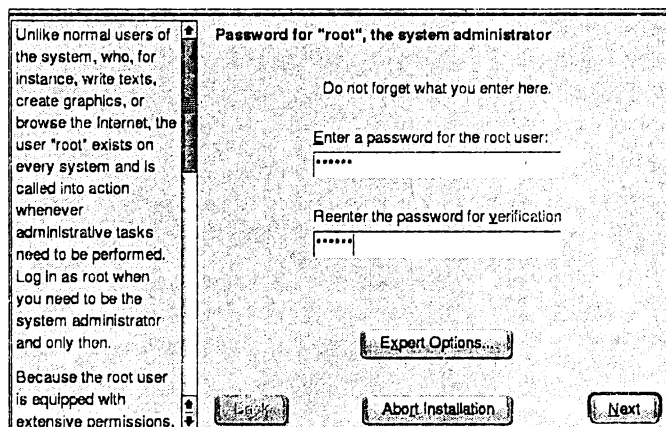 Unlike normal users of
the system, who, for
instance, write texts,
create graphics, or
browse the Internet, the
user "root" exists on
every system and is
called into action
whenever
administrative tasks
need to be performed.
Log in as root when
you need to be the
system administrator
and only then.
Because the root user
is equipped with
extensive permissions,
Password for "root", the system administrator
Do not forget what you enter here.
Enter a password for the root user:
••••••
Reenter the password for verification
••••••
Expert Options...
Abort Installation
Next